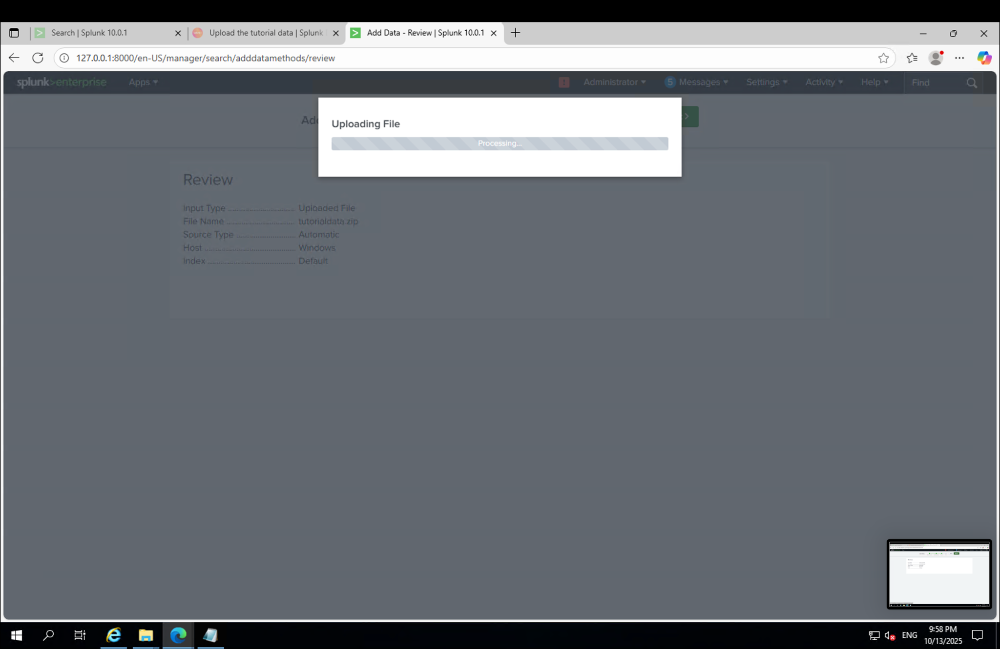 Search | Splunk 10.0.1
Upload the tutorial data | Splunk
Add Data - Review | Splunk 10.0.1
127.0.0.1:8000/en-US/manager/search/adddatamethods/review
splunk>enterprise
Apps
!
Administrator
5 Messages
Settings
Activity
Help
Find
Uploading File
Processing...
Review
Input Type ........................... Uploaded File
File Name ........................... tutorialdata.zip
Source Type ........................ Automatic
Host ..................................... Windows
Index ................................... Default
ENG
9:58 PM
10/13/2025